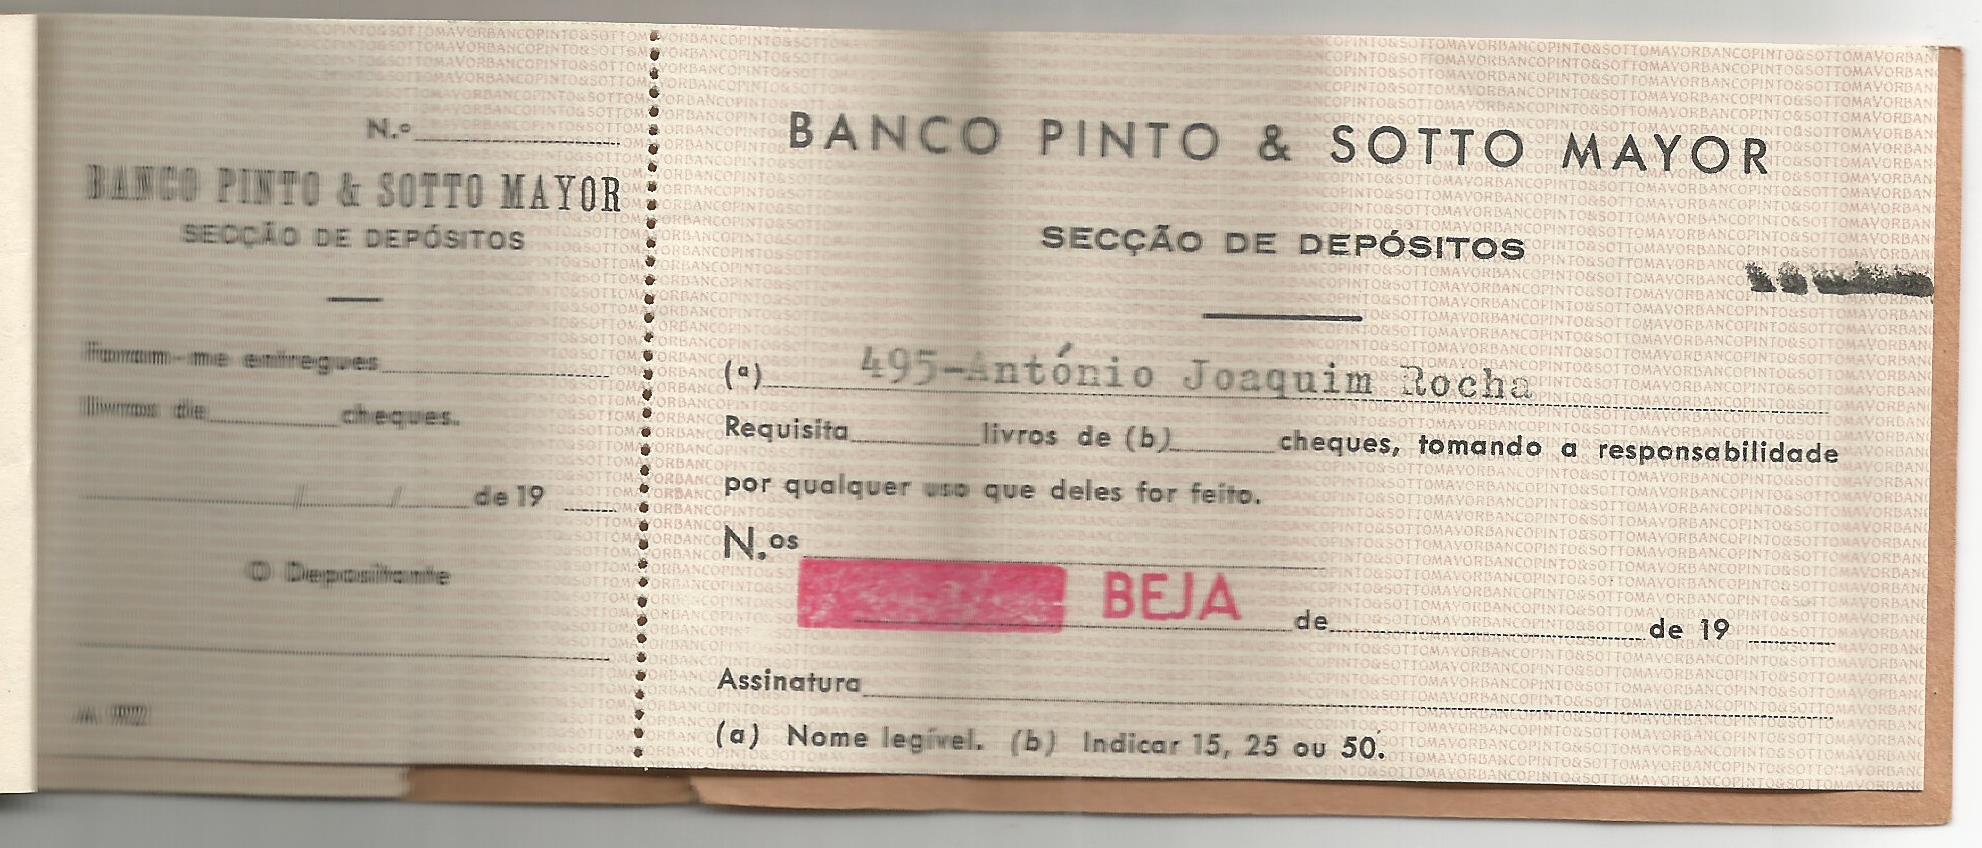 N.º
BANCO PINTO & SOTTO MAYOR
SECÇÃO DE DEPÓSITOS
Foram-me entregues
livros de cheques.
/ / de 19
O Depositante
BANCO PINTO & SOTTO MAYOR
SECÇÃO DE DEPÓSITOS
(a) 495-António Joaquim Rocha
Requisita livros de (b) cheques, tomando a responsabilidade
por qualquer uso que deles for feito.
N.os
BEJA de de 19
Assinatura
(a) Nome legível. (b) Indicar 15, 25 ou 50.